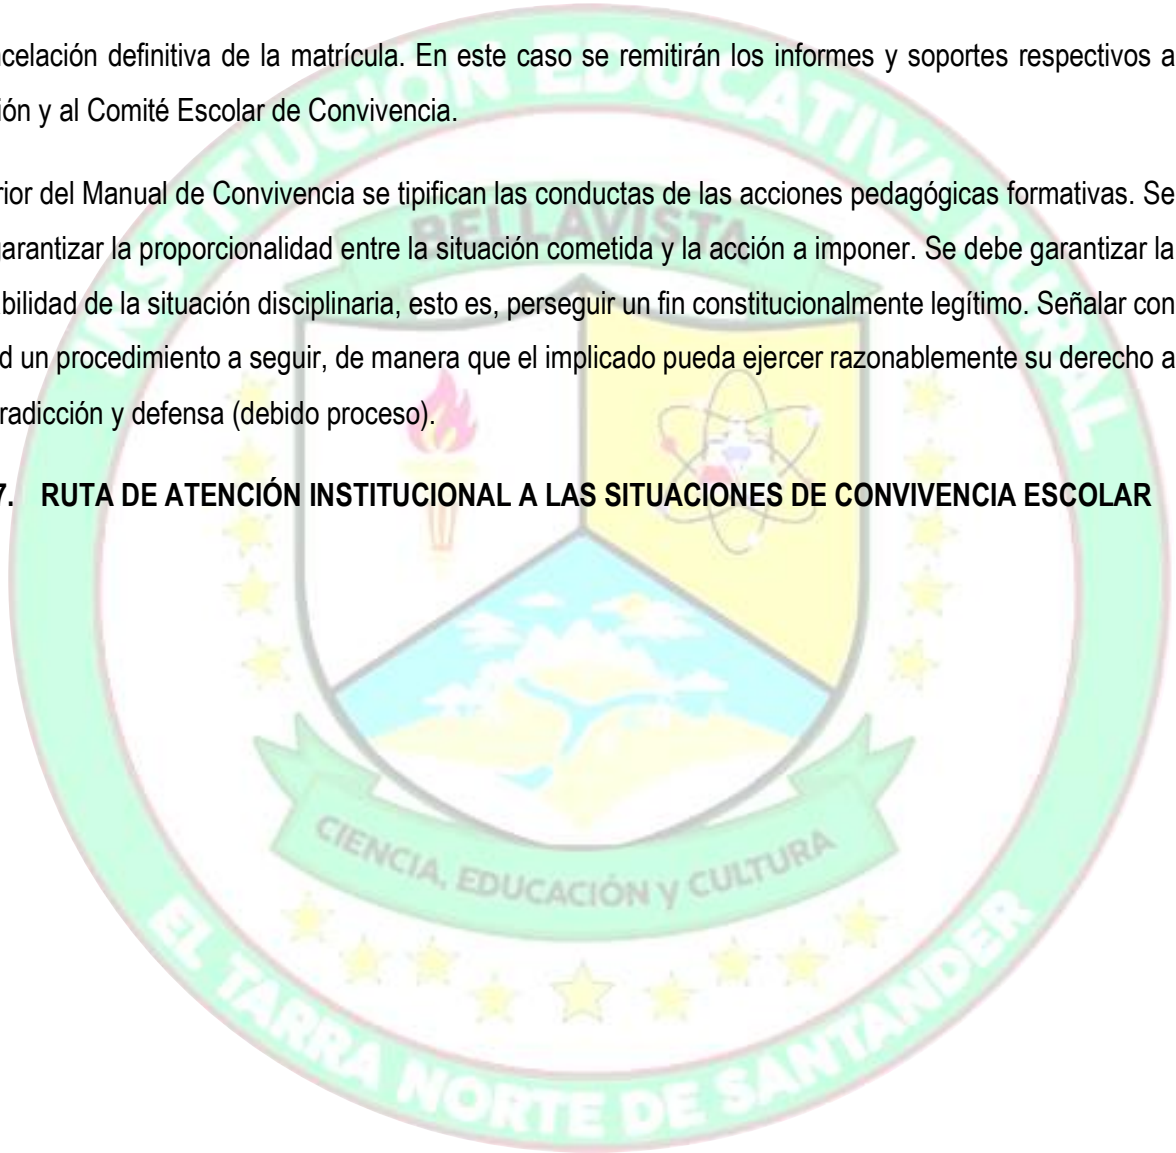 celación definitiva de la matrícula. En este caso se remitirán los informes y soportes respectivos a
ión y al Comité Escolar de Convivencia.
rior del Manual de Convivencia se tipifican las conductas de las acciones pedagógicas formativas. Se
garantizar la proporcionalidad entre la situación cometida y la acción a imponer. Se debe garantizar la
bilidad de la situación disciplinaria, esto es, perseguir un fin constitucionalmente legítimo. Señalar con
d un procedimiento a seguir, de manera que el implicado pueda ejercer razonablemente su derecho a
radicción y defensa (debido proceso).
7. RUTA DE ATENCIÓN INSTITUCIONAL A LAS SITUACIONES DE CONVIVENCIA ESCOLAR
INSTITUCIÓN EDUCATIVA RURAL
BELLAVISTA
CIENCIA, EDUCACIÓN Y CULTURA
EL TARRA NORTE DE SANTANDER